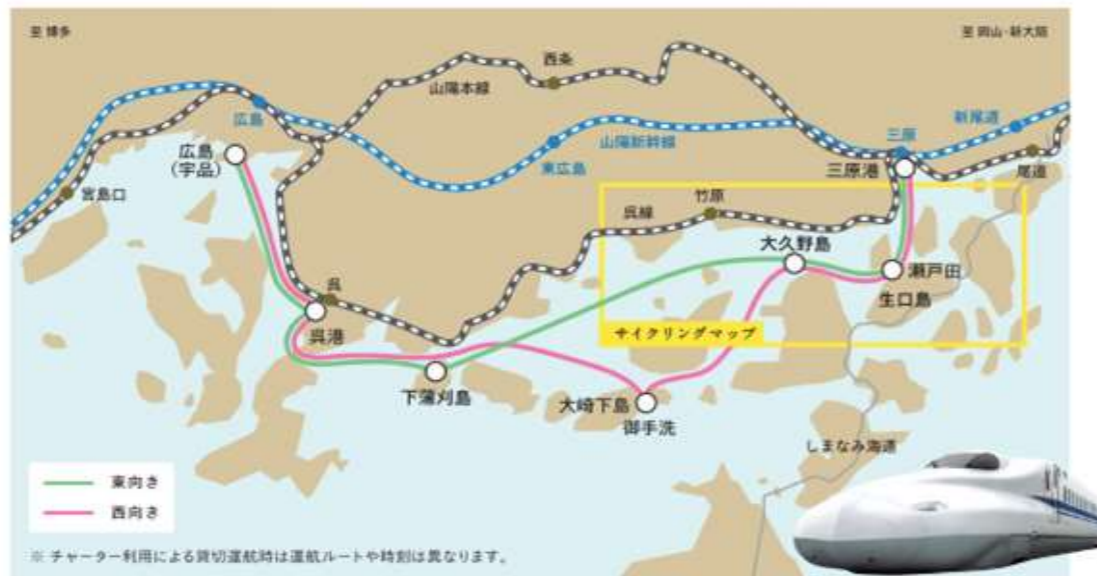 至 博多
至 岡山・新大阪
西条
山陽本線
広島
新尾道
三原
広島
(宇品)
山陽新幹線
東広島
三原港
尾道
宮島口
竹原
呉線
大久野島
瀬戸田
生口島
呉
呉港
サイクリングマップ
下蒲刈島
大崎下島
御手洗
しまなみ海道
東向き
西向き
※ チャーター利用による貸切運航時は運航ルートや時刻は異なります。